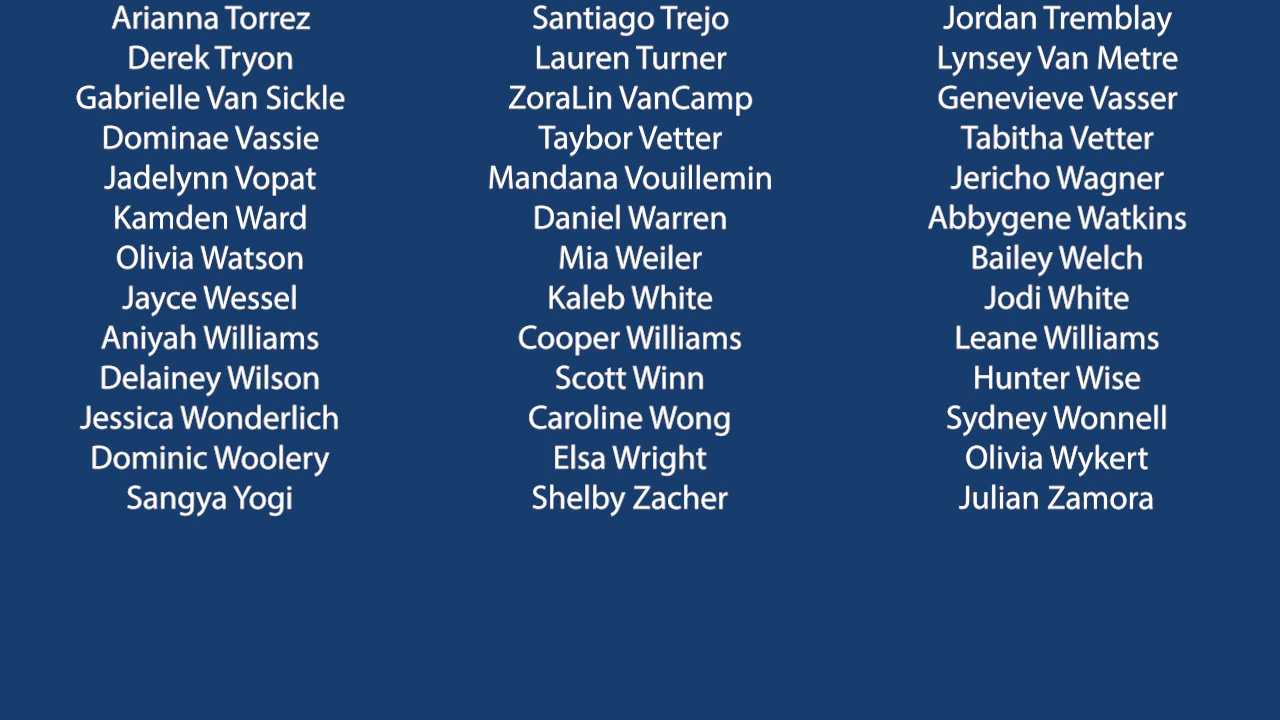 Arianna Torrez Santiago Trejo Jordan Tremblay
Derek Tryon Lauren Turner Lynsey Van Metre
Gabrielle Van Sickle ZoraLin VanCamp Genevieve Vasser
Dominae Vassie Taybor Vetter Tabitha Vetter
Jadelynn Vopat Mandana Vouillemin Jericho Wagner
Kamden Ward Daniel Warren Abbygene Watkins
Olivia Watson Mia Weiler Bailey Welch
Jayce Wessel Kaleb White Jodi White
Aniyah Williams Cooper Williams Leane Williams
Delainey Wilson Scott Winn Hunter Wise
Jessica Wonderlich Caroline Wong Sydney Wonnell
Dominic Woolery Elsa Wright Olivia Wykert
Sangya Yogi Shelby Zacher Julian Zamora